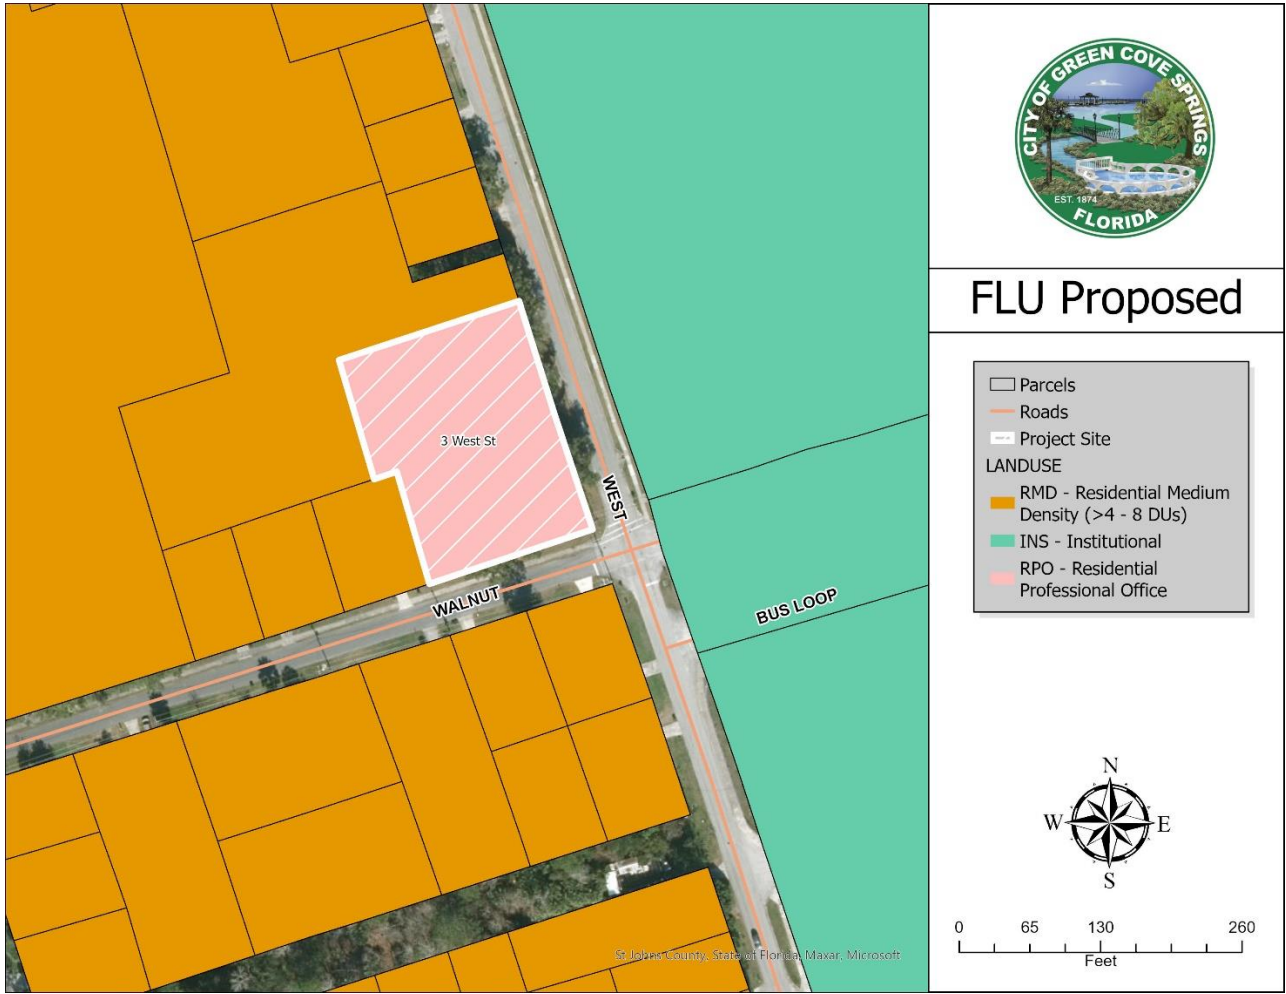 CITY OF GREEN COVE SPRINGS
EST. 1874
FLORIDA
FLU Proposed
Parcels
Roads
Project Site
LANDUSE
RMD - Residential Medium
Density (>4 - 8 DUs)
INS - Institutional
RPO - Residential
Professional Office
3 West St
WEST
WALNUT
BUS LOOP
N
W E
S
0 65 130 260
Feet
St Johns County, State of Florida, Maxar, Microsoft